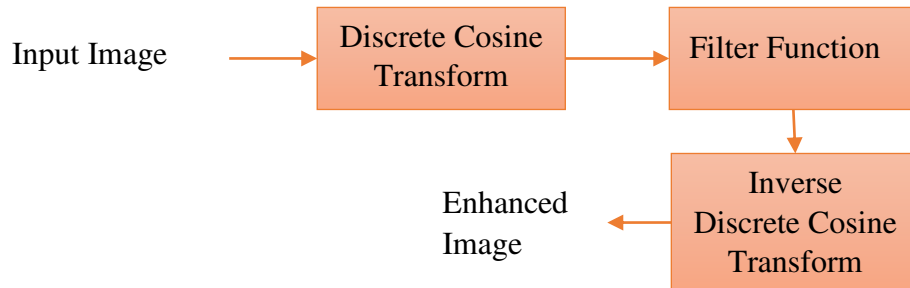 Input Image
Discrete Cosine
Transform
Filter Function
Inverse
Discrete Cosine
Transform
Enhanced
Image